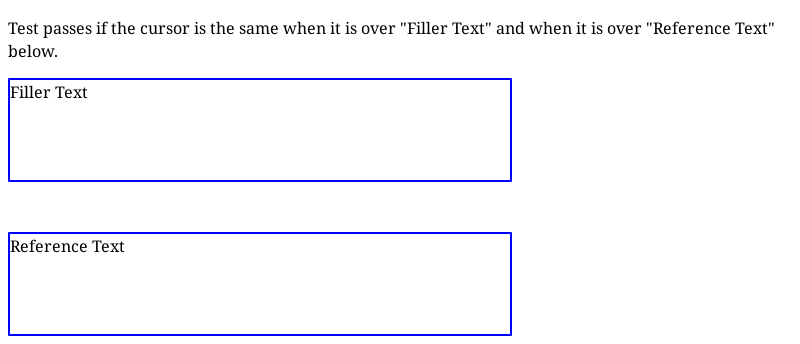 Test passes if the cursor is the same when it is over "Filler Text" and when it is over "Reference Text"
below.
Filler Text
Reference Text